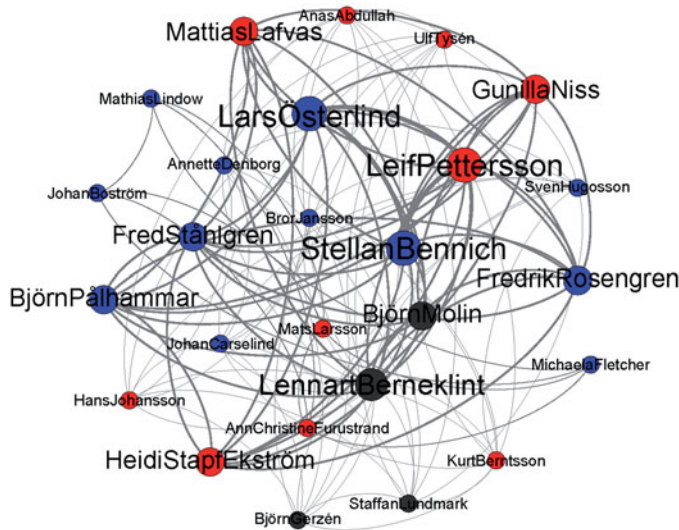 AnasAbdullah
MattiasLafvas
UlfTysén
GunillaNiss
MathiasLindow
LarsÖsterlind
AnnetteDenborg
LeifPettersson
SvenHugosson
JohanBoström
BrorJansson
FredStåhlgren
StellanBennich
FredrikRosengren
BjörnPålhammar
BjörnMolin
MatsLarsson
JohanCarselind
MichaelaFletcher
LennartBerneklint
HansJohansson
AnnChristineFurustrand
HeidiStapfEkström
KurtBerntsson
StaffanLundmark
BjörnGerzén